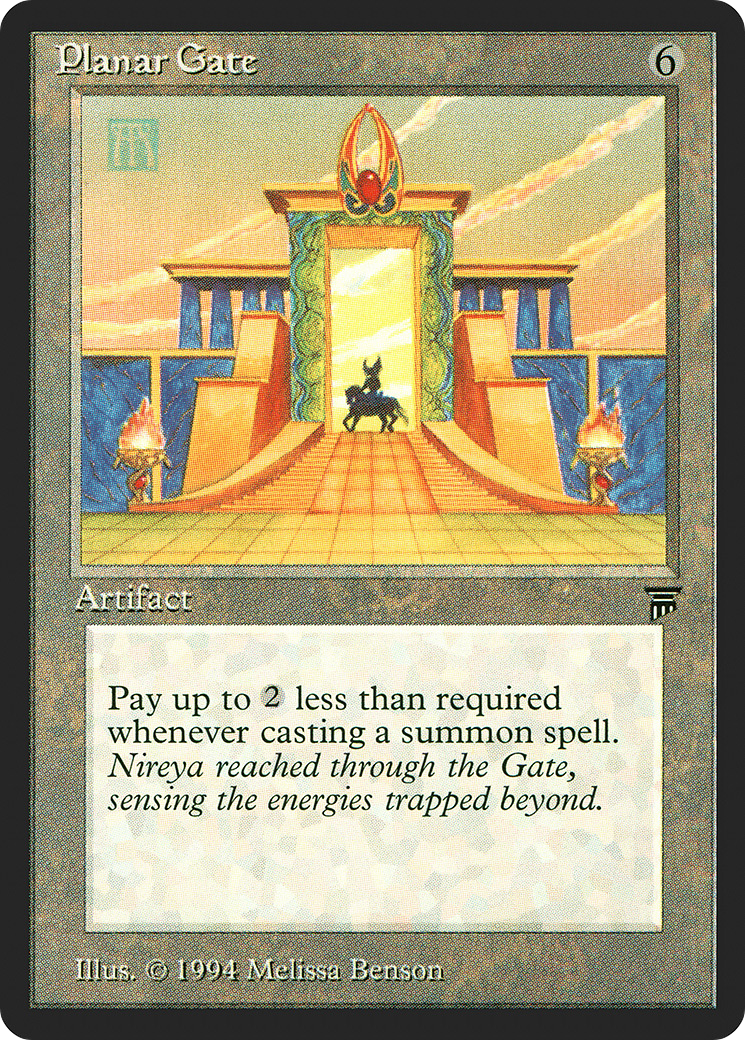 Planar Gate 6
Artifact
Pay up to 2 less than required
whenever casting a summon spell.
Nireya reached through the Gate,
sensing the energies trapped beyond.
Illus. © 1994 Melissa Benson